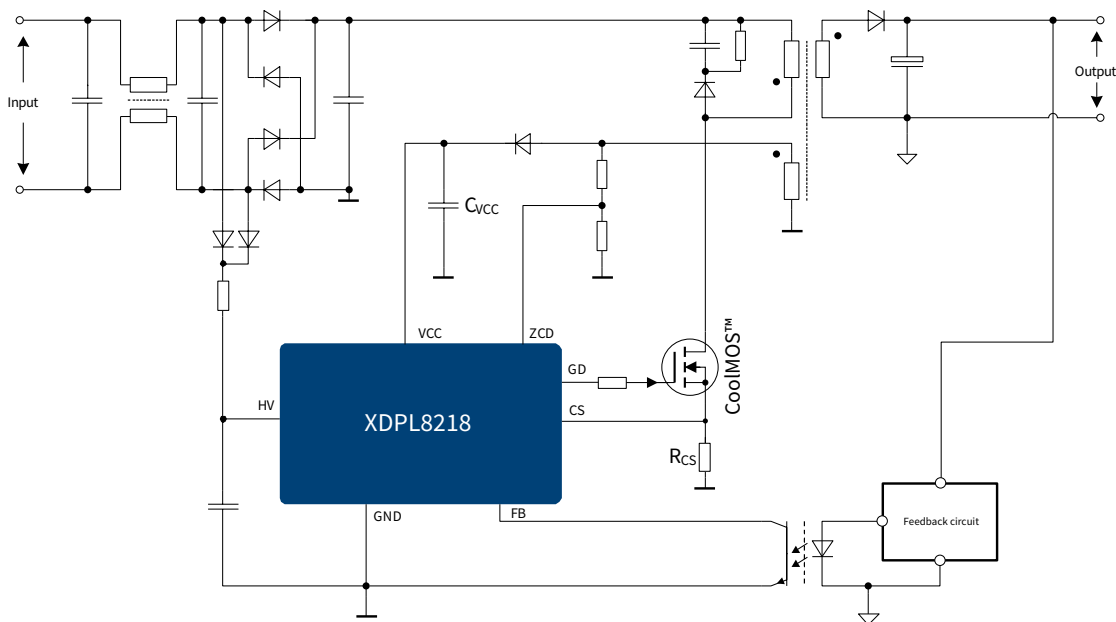 Input
Output
CVCC
VCC
ZCD
GD
CoolMOS™
HV
CS
XDPL8218
RCS
GND
FB
Feedback circuit